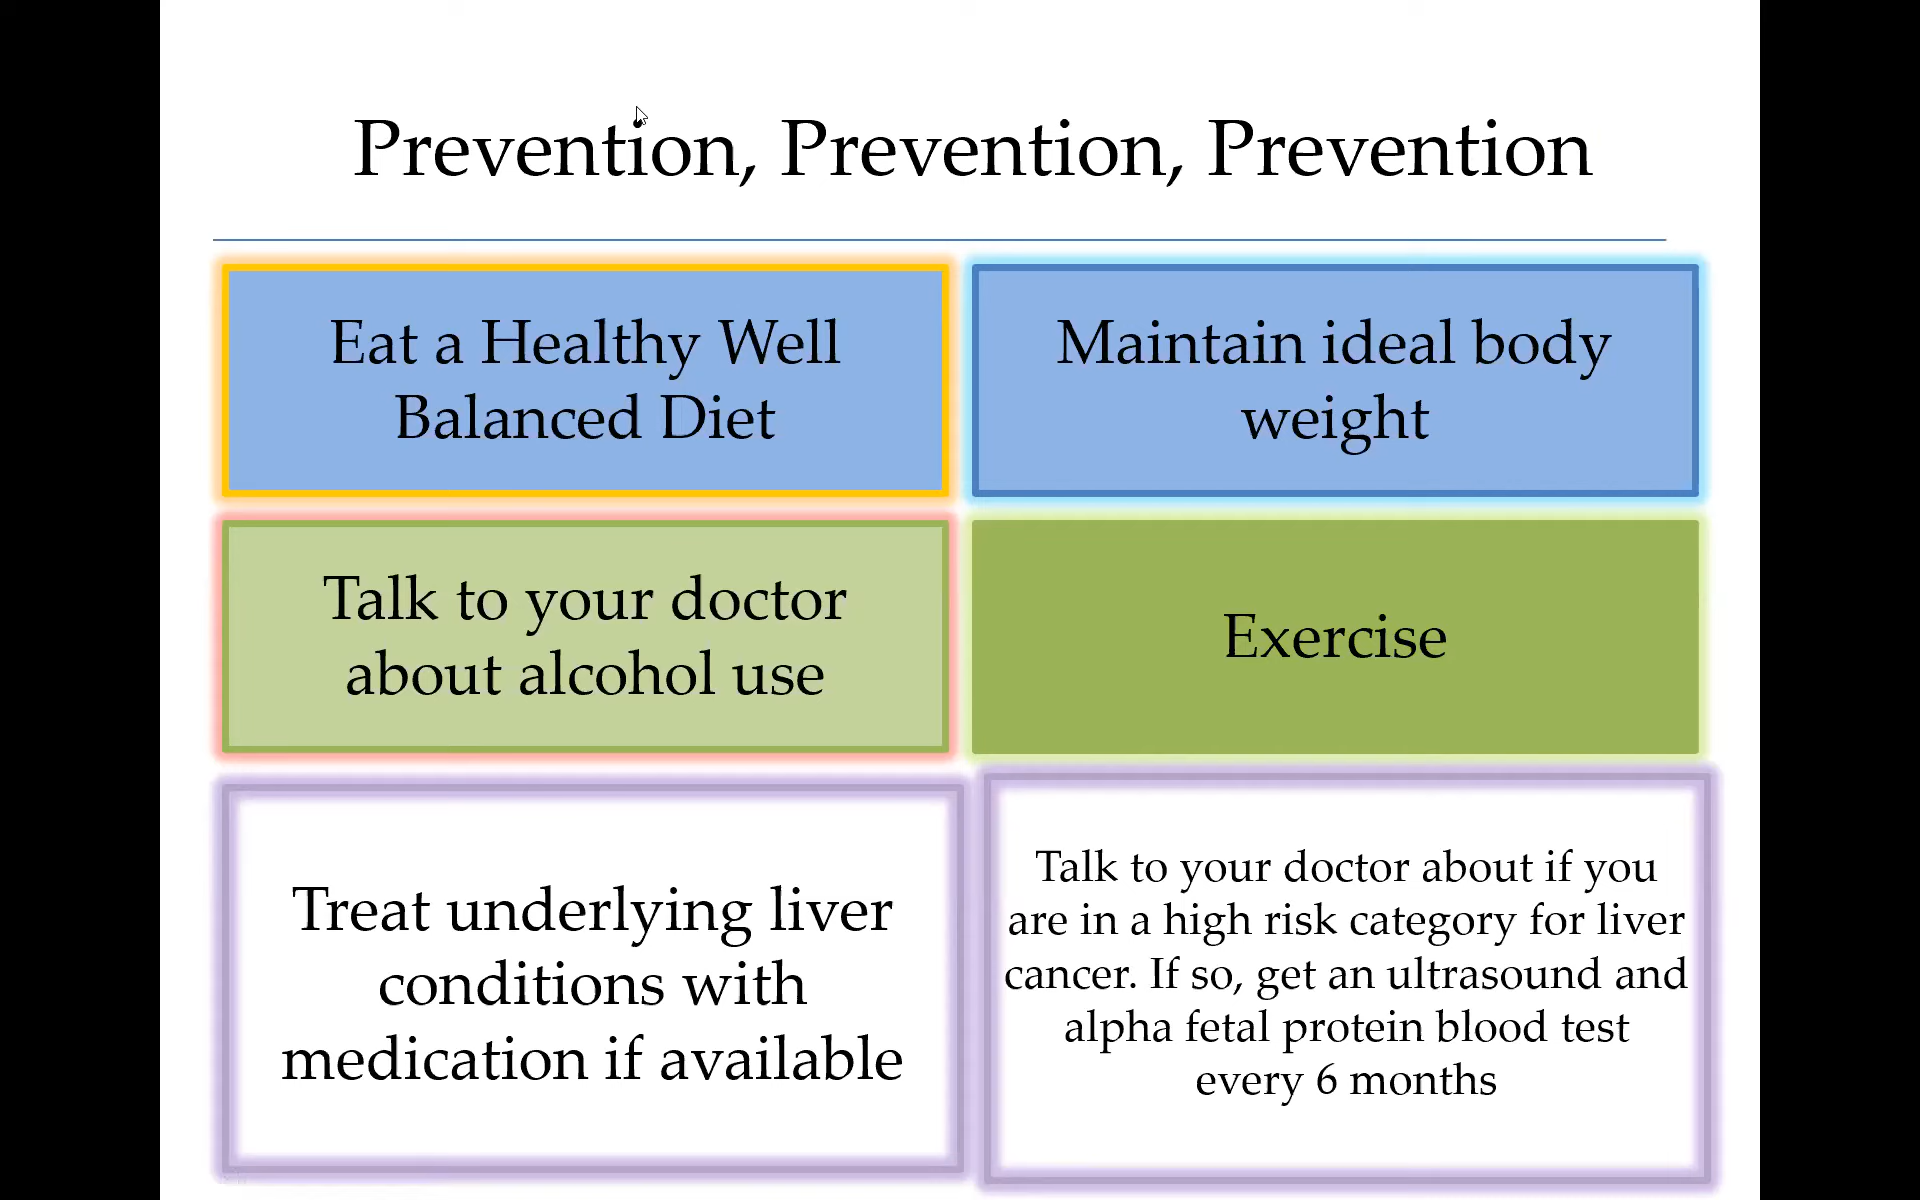 Prevention, Prevention, Prevention
Eat a Healthy Well
Balanced Diet
Maintain ideal body
weight
Talk to your doctor
about alcohol use
Exercise
Treat underlying liver
conditions with
medication if available
Talk to your doctor about if you
are in a high risk category for liver
cancer. If so, get an ultrasound and
alpha fetal protein blood test
every 6 months